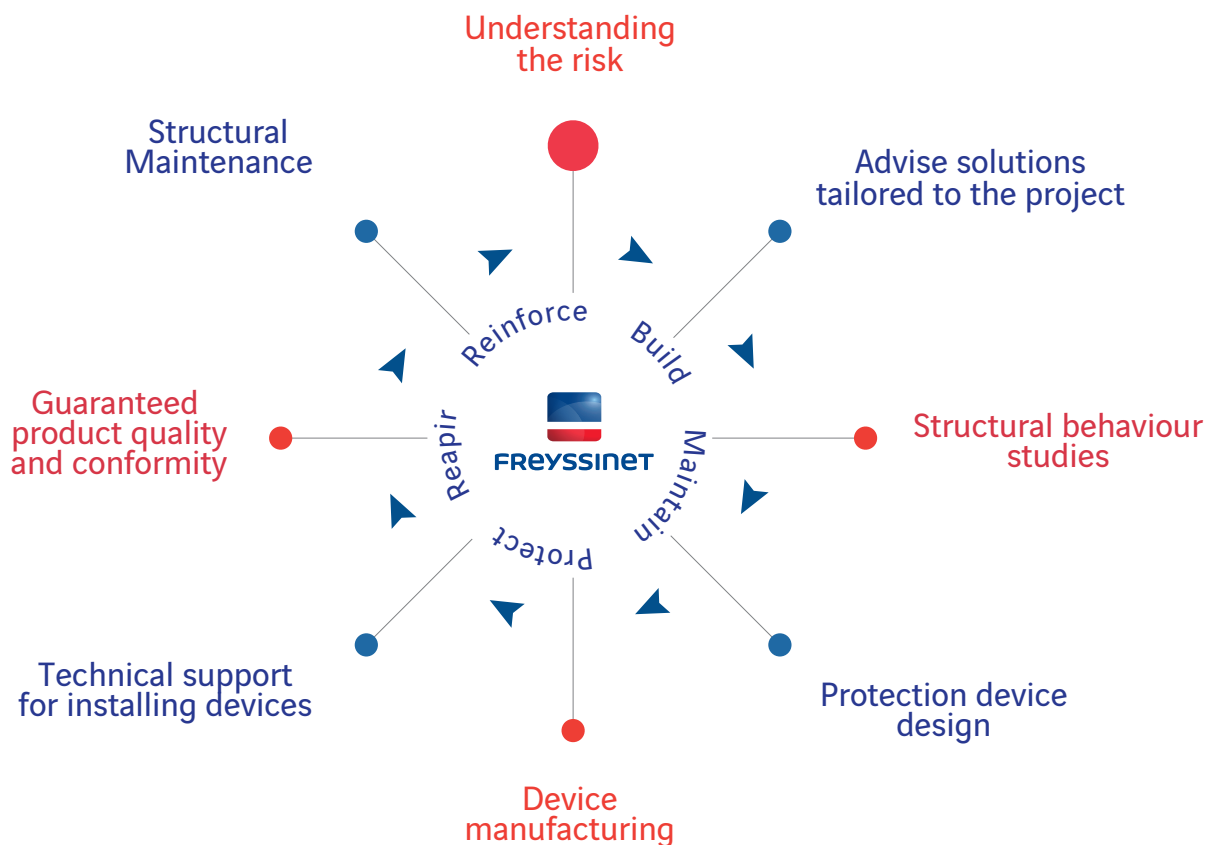 Understanding
the risk
Structural
Maintenance
Advise solutions
tailored to the project
Reinforce
Build
Guaranteed
product quality
and conformity
Reapir
FREYSSINET
Maintain
Structural behaviour
studies
Protect
Technical support
for installing devices
Protection device
design
Device
manufacturing